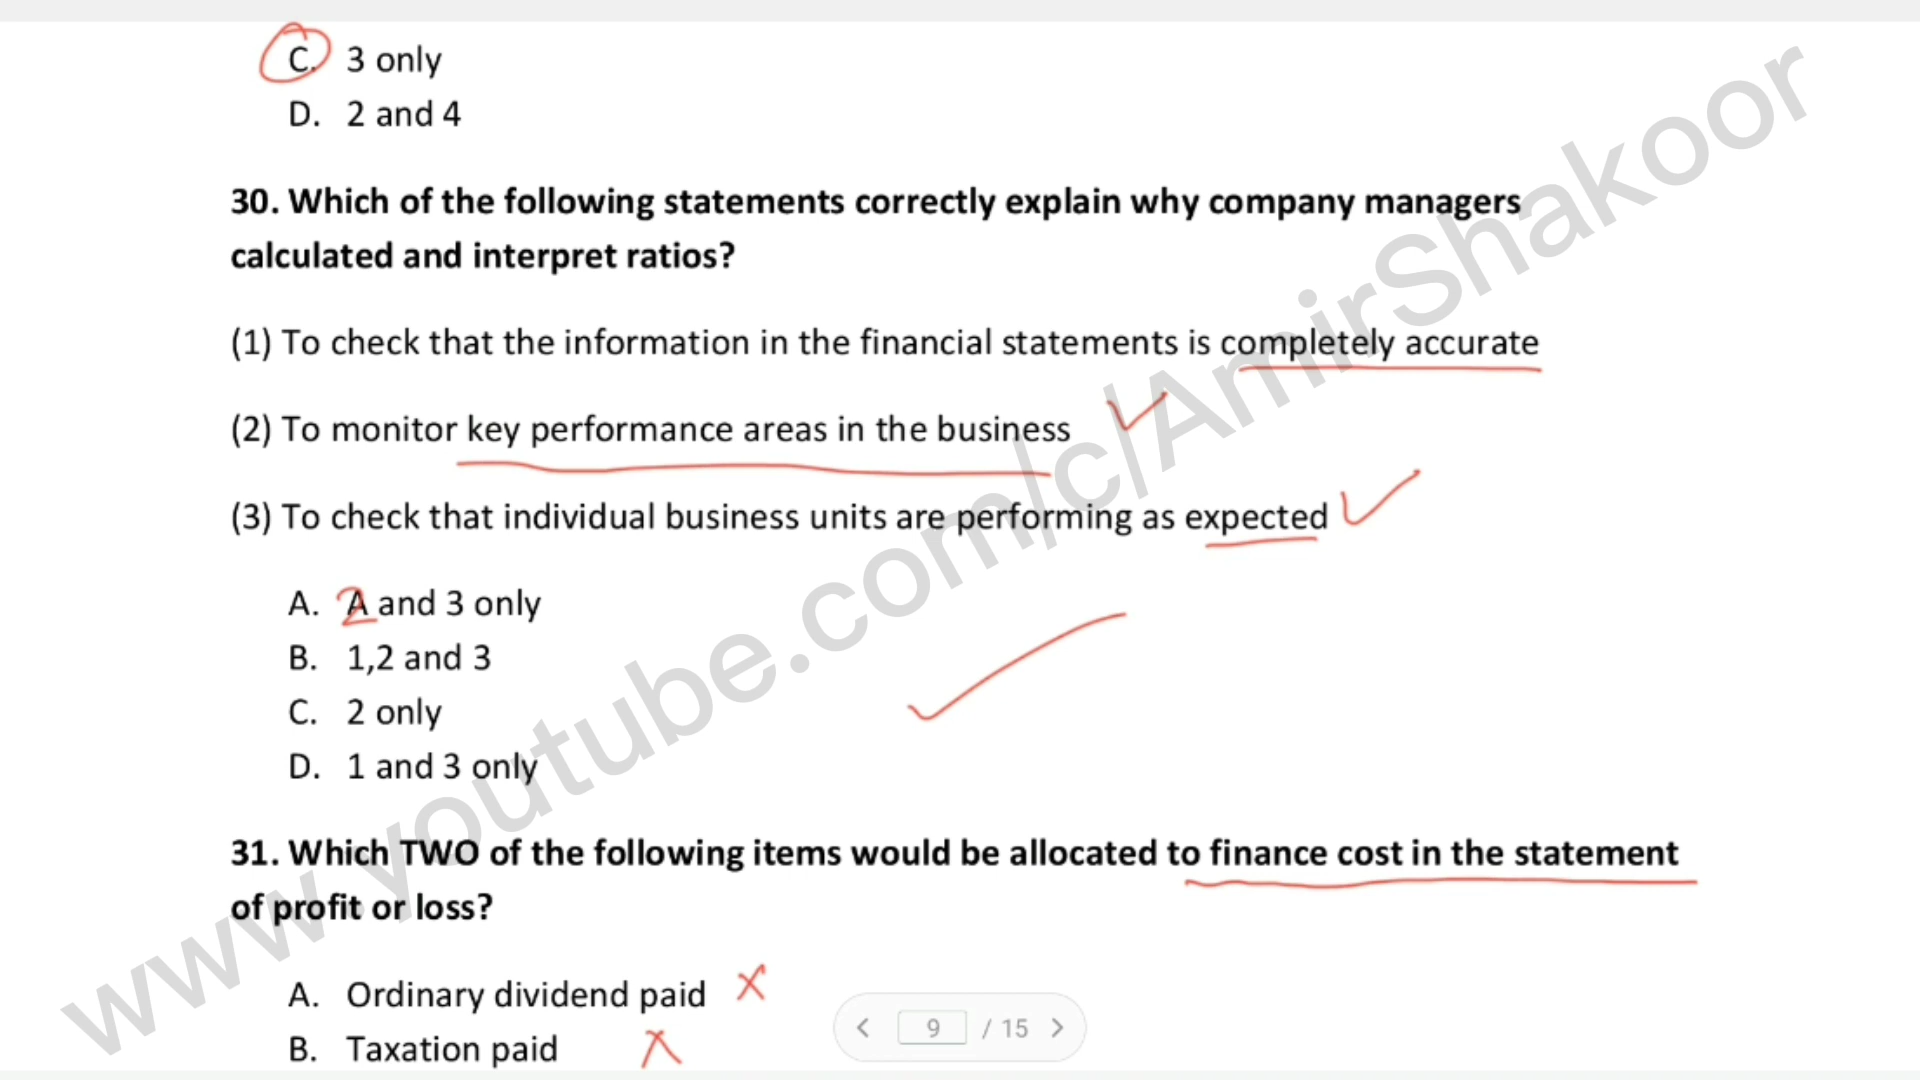 C. 3 only
D. 2 and 4
30. Which of the following statements correctly explain why company managers
calculated and interpret ratios?
(1) To check that the information in the financial statements is completely accurate
(2) To monitor key performance areas in the business
(3) To check that individual business units are performing as expected
A. 2 and 3 only
B. 1,2 and 3
C. 2 only
D. 1 and 3 only
31. Which TWO of the following items would be allocated to finance cost in the statement
of profit or loss?
A. Ordinary dividend paid
B. Taxation paid
9 / 15
www.youtube.com/c/AmirShakoor